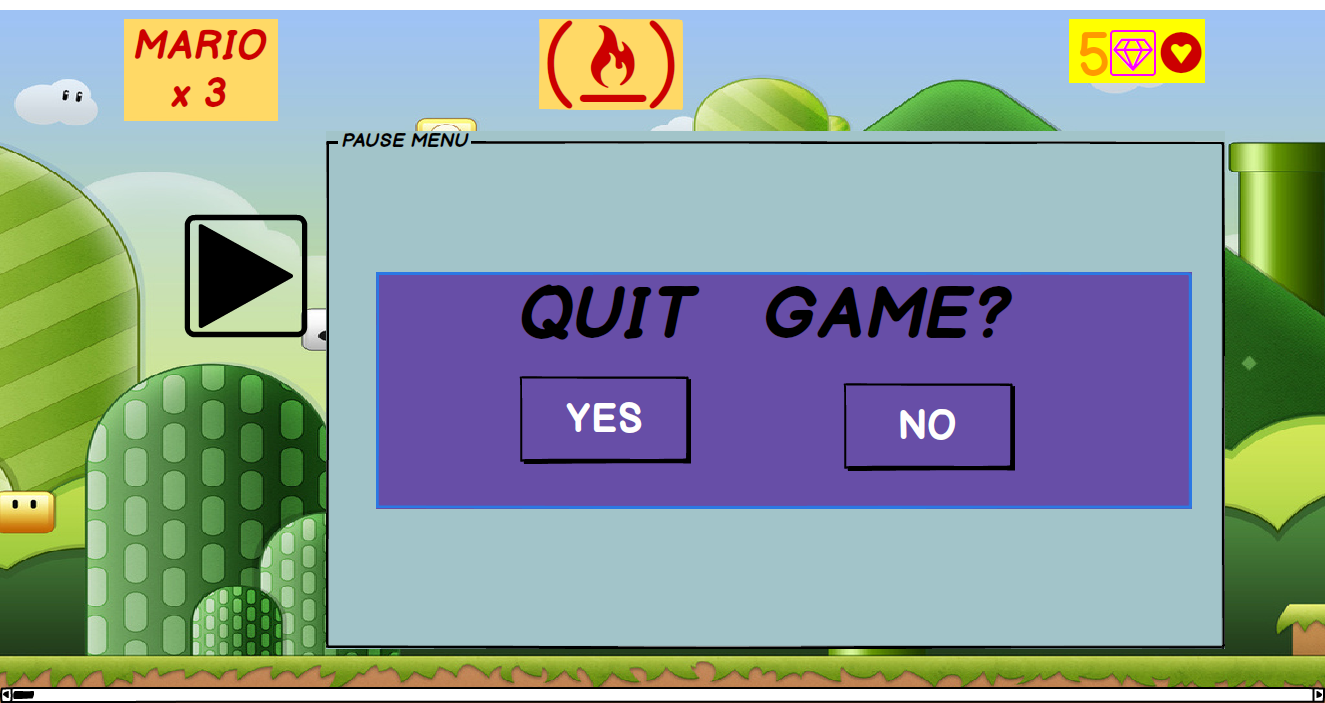 MARIO
x 3
5
PAUSE MENU
QUIT GAME?
YES
NO